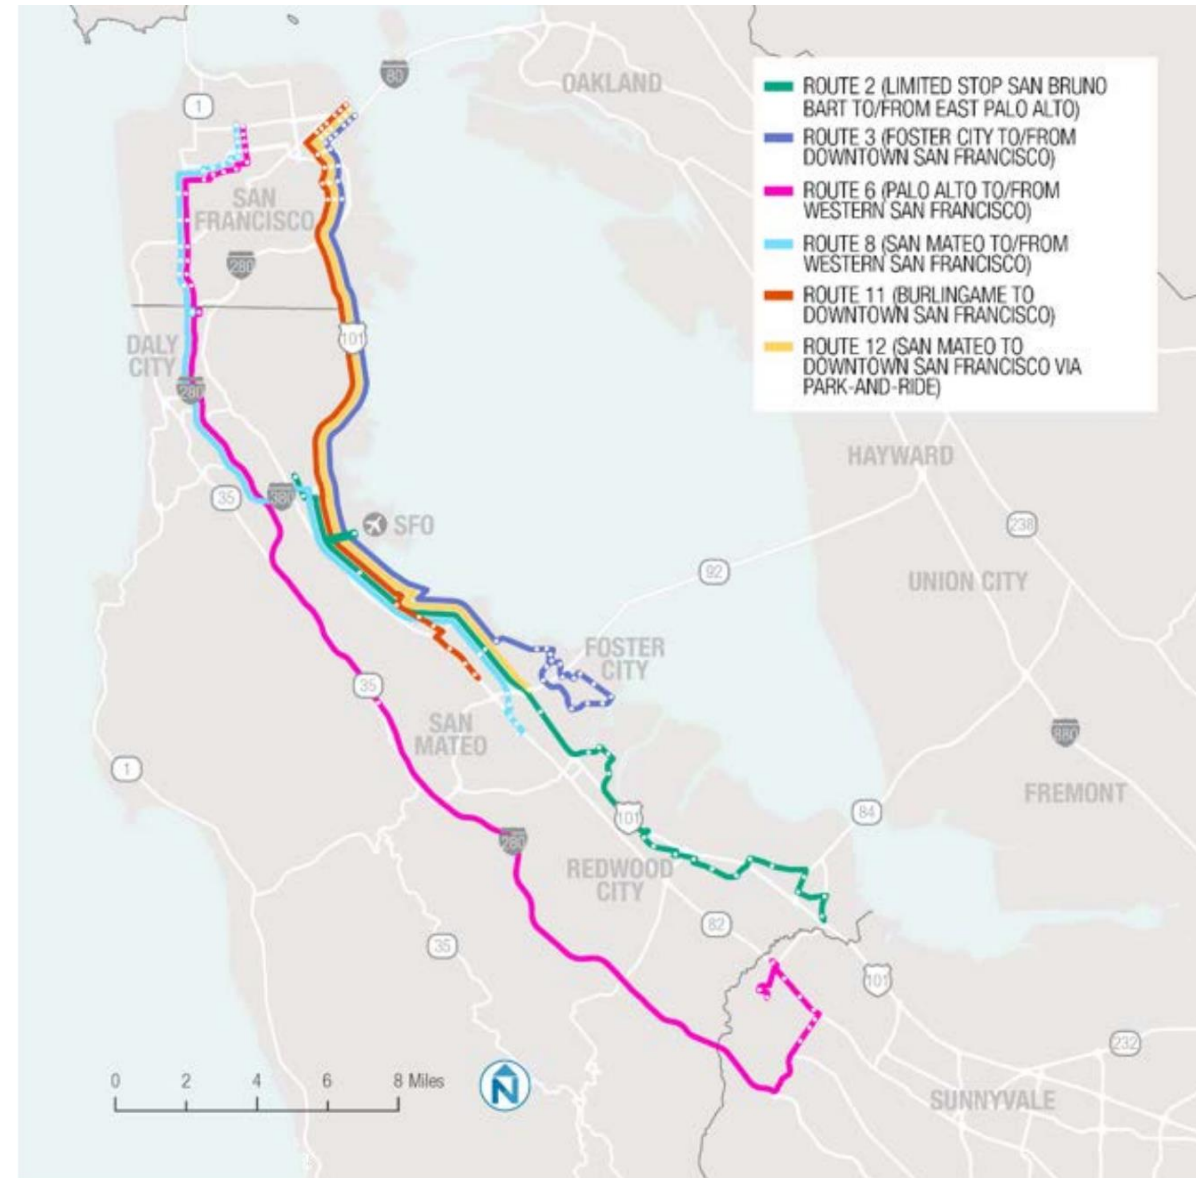 80
OAKLAND
1
ROUTE 2 (LIMITED STOP SAN BRUNO
BART TO/FROM EAST PALO ALTO)
ROUTE 3 (FOSTER CITY TO/FROM
DOWNTOWN SAN FRANCISCO)
ROUTE 6 (PALO ALTO TO/FROM
WESTERN SAN FRANCISCO)
ROUTE 8 (SAN MATEO TO/FROM
WESTERN SAN FRANCISCO)
ROUTE 11 (BURLINGAME TO
DOWNTOWN SAN FRANCISCO)
ROUTE 12 (SAN MATEO TO
DOWNTOWN SAN FRANCISCO VIA
PARK-AND-RIDE)
SAN
FRANCISCO
280
101
DALY
CITY
280
HAYWARD
35
380
SFO
238
92
UNION CITY
FOSTER
CITY
35
SAN
MATEO
880
1
FREMONT
84
101
280
REDWOOD
CITY
82
35
101
232
0 2 4 6 8 Miles
N
SUNNYVALE